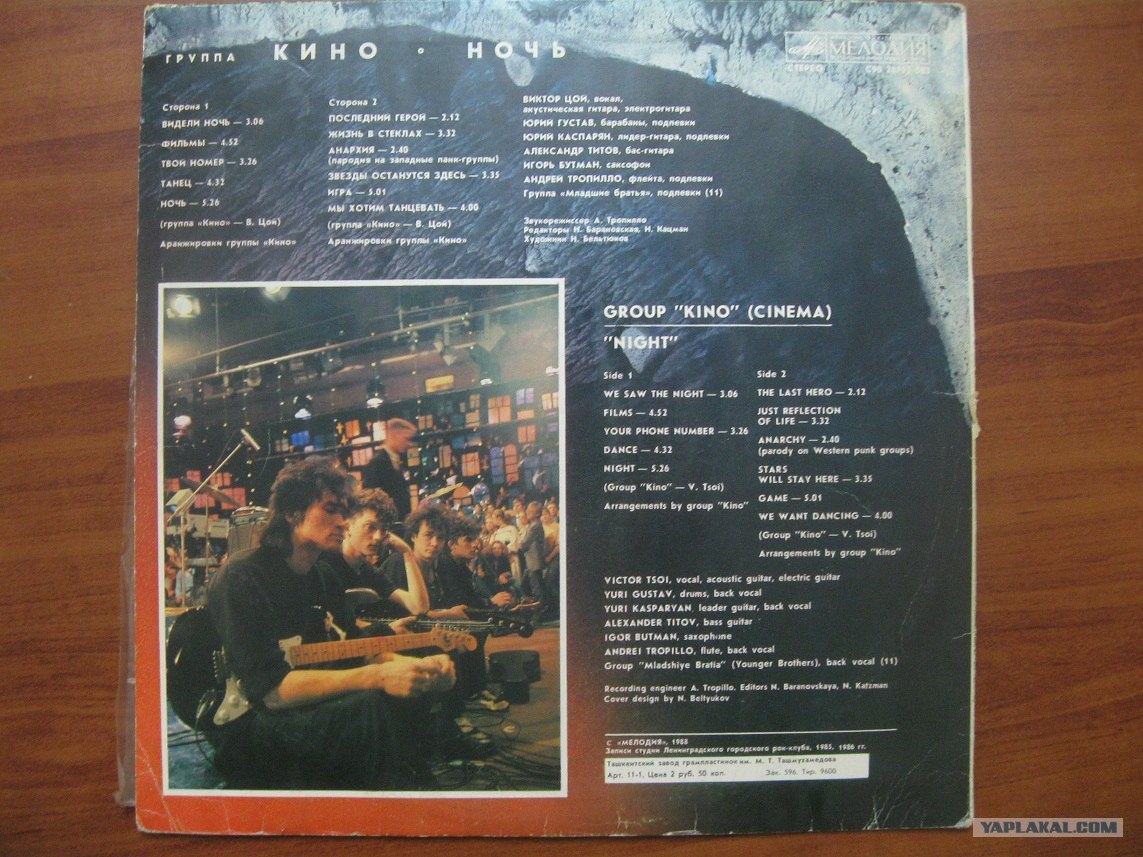 ГРУППА КИНО • НОЧЬ
МЕЛОДИЯ
СТЕРЕО
Сторона 1
ВИДЕЛИ НОЧЬ — 3.06
ФИЛЬМЫ — 4.52
ТВОЙ НОМЕР — 3.26
ТАНЕЦ — 4.32
НОЧЬ — 5.26
(группа «Кино» — В. Цой)
Аранжировки группы «Кино»
Сторона 2
ПОСЛЕДНИЙ ГЕРОЙ — 2.12
ЖИЗНЬ В СТЕКЛАХ — 3.32
АНАРХИЯ — 2.40
(пародия на западные панк-группы)
ЗВЕЗДЫ ОСТАНУТСЯ ЗДЕСЬ — 3.35
ИГРА — 5.01
МЫ ХОТИМ ТАНЦЕВАТЬ — 4.00
(группа «Кино» — В. Цой)
Аранжировки группы «Кино»
ВИКТОР ЦОЙ, вокал,
акустическая гитара, электрогитара
ЮРИЙ ГУСТАВ, барабаны, подпевки
ЮРИЙ КАСПАРЯН, лидер-гитара, подпевки
АЛЕКСАНДР ТИТОВ, бас-гитара
ИГОРЬ БУТМАН, саксофон
АНДРЕЙ ТРОПИЛЛО, флейта, подпевки
Группа «Младшие братья», подпевки (11)
Звукорежиссер А. Тропилло
Редакторы Н. Барановская, Н. Кацман
Художник Н. Бельтюков
GROUP "KINO" (CINEMA)
"NIGHT"
Side 1
WE SAW THE NIGHT — 3.06
FILMS — 4.52
YOUR PHONE NUMBER — 3.26
DANCE — 4.32
NIGHT — 5.26
(Group "Kino" — V. Tsoi)
Arrangements by group "Kino"
Side 2
THE LAST HERO — 2.12
JUST REFLECTION
OF LIFE — 3.32
ANARCHY — 2.40
(parody on Western punk groups)
STARS
WILL STAY HERE — 3.35
GAME — 5.01
WE WANT DANCING — 4.00
(Group "Kino" — V. Tsoi)
Arrangements by group "Kino"
VICTOR TSOI, vocal, acoustic guitar, electric guitar
YURI GUSTAV, drums, back vocal
YURI KASPARYAN, leader guitar, back vocal
ALEXANDER TITOV, bass guitar
IGOR BUTMAN, saxophone
ANDREI TROPILLO, flute, back vocal
Group "Mladshiye Bratia" (Younger Brothers), back vocal (11)
Recording engineer A. Tropillo, Editors N. Baranovskaya, N. Katzman
Cover design by N. Beltyukov
С «МЕЛОДИЯ», 1988
Записи студии Ленинградского городского рок-клуба, 1985, 1986 гг.
Ташкентский завод грампластинок им. М. Т. Ташмухамедова
Арт. 11-1, Цена 2 руб. 50 коп. Зак. 596. Тир. 9600
YAPLAKAL.COM